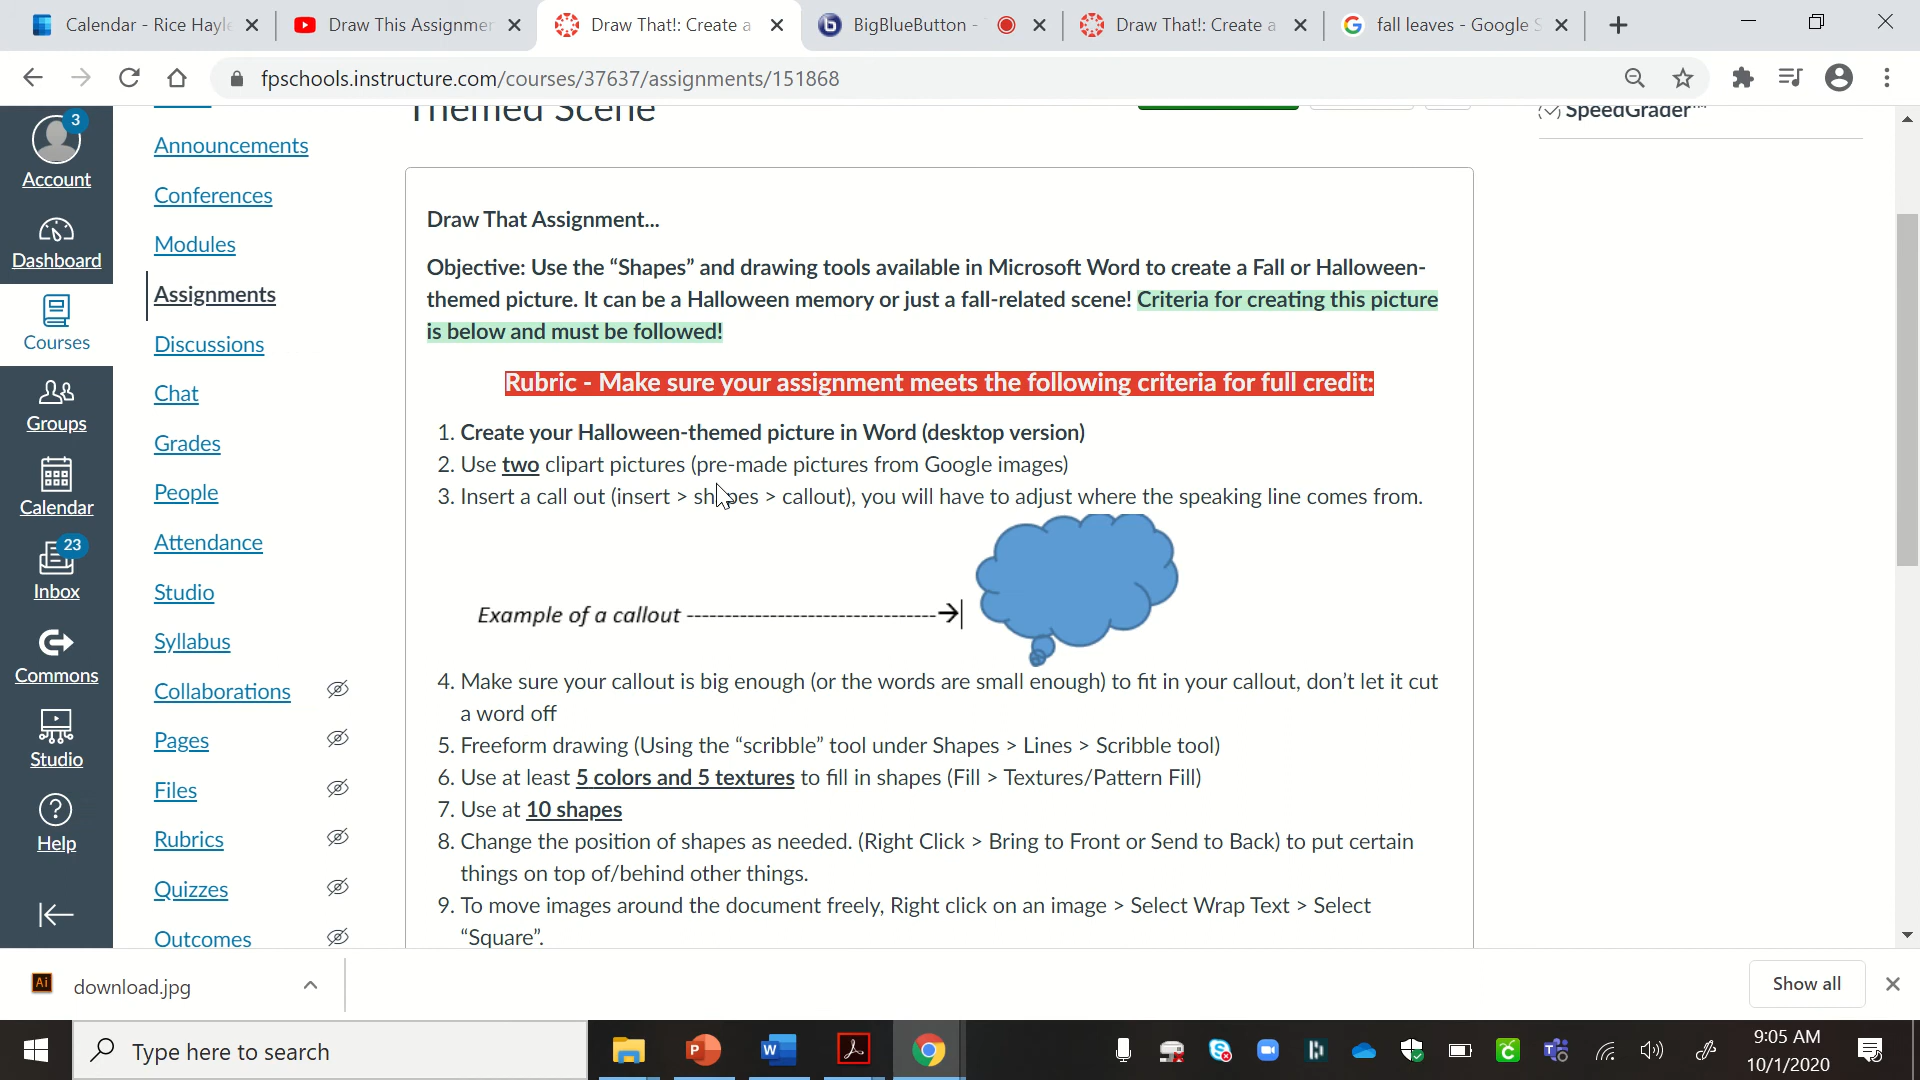 Calendar - Rice Hayle
Draw This Assignmer
Draw That!: Create a
BigBlueButton -
Draw That!: Create a
fall leaves - Google S
fpschools.instructure.com/courses/37637/assignments/151868
3
Account
Dashboard
Courses
Groups
Calendar
23
Inbox
Commons
Studio
Help
Announcements
Conferences
Modules
Assignments
Discussions
Chat
Grades
People
Attendance
Studio
Syllabus
Collaborations
Pages
Files
Rubrics
Quizzes
Outcomes
Themed Scene
SpeedGrader™
Draw That Assignment...
Objective: Use the “Shapes” and drawing tools available in Microsoft Word to create a Fall or Halloween-
themed picture. It can be a Halloween memory or just a fall-related scene! Criteria for creating this picture
is below and must be followed!
Rubric - Make sure your assignment meets the following criteria for full credit:
1. Create your Halloween-themed picture in Word (desktop version)
2. Use two clipart pictures (pre-made pictures from Google images)
3. Insert a call out (insert > shapes > callout), you will have to adjust where the speaking line comes from.
Example of a callout --------------------------------→|
4. Make sure your callout is big enough (or the words are small enough) to fit in your callout, don’t let it cut
a word off
5. Freeform drawing (Using the “scribble” tool under Shapes > Lines > Scribble tool)
6. Use at least 5 colors and 5 textures to fill in shapes (Fill > Textures/Pattern Fill)
7. Use at 10 shapes
8. Change the position of shapes as needed. (Right Click > Bring to Front or Send to Back) to put certain
things on top of/behind other things.
9. To move images around the document freely, Right click on an image > Select Wrap Text > Select
“Square”.
Ai
download.jpg
Show all
Type here to search
P
W
9:05 AM
10/1/2020